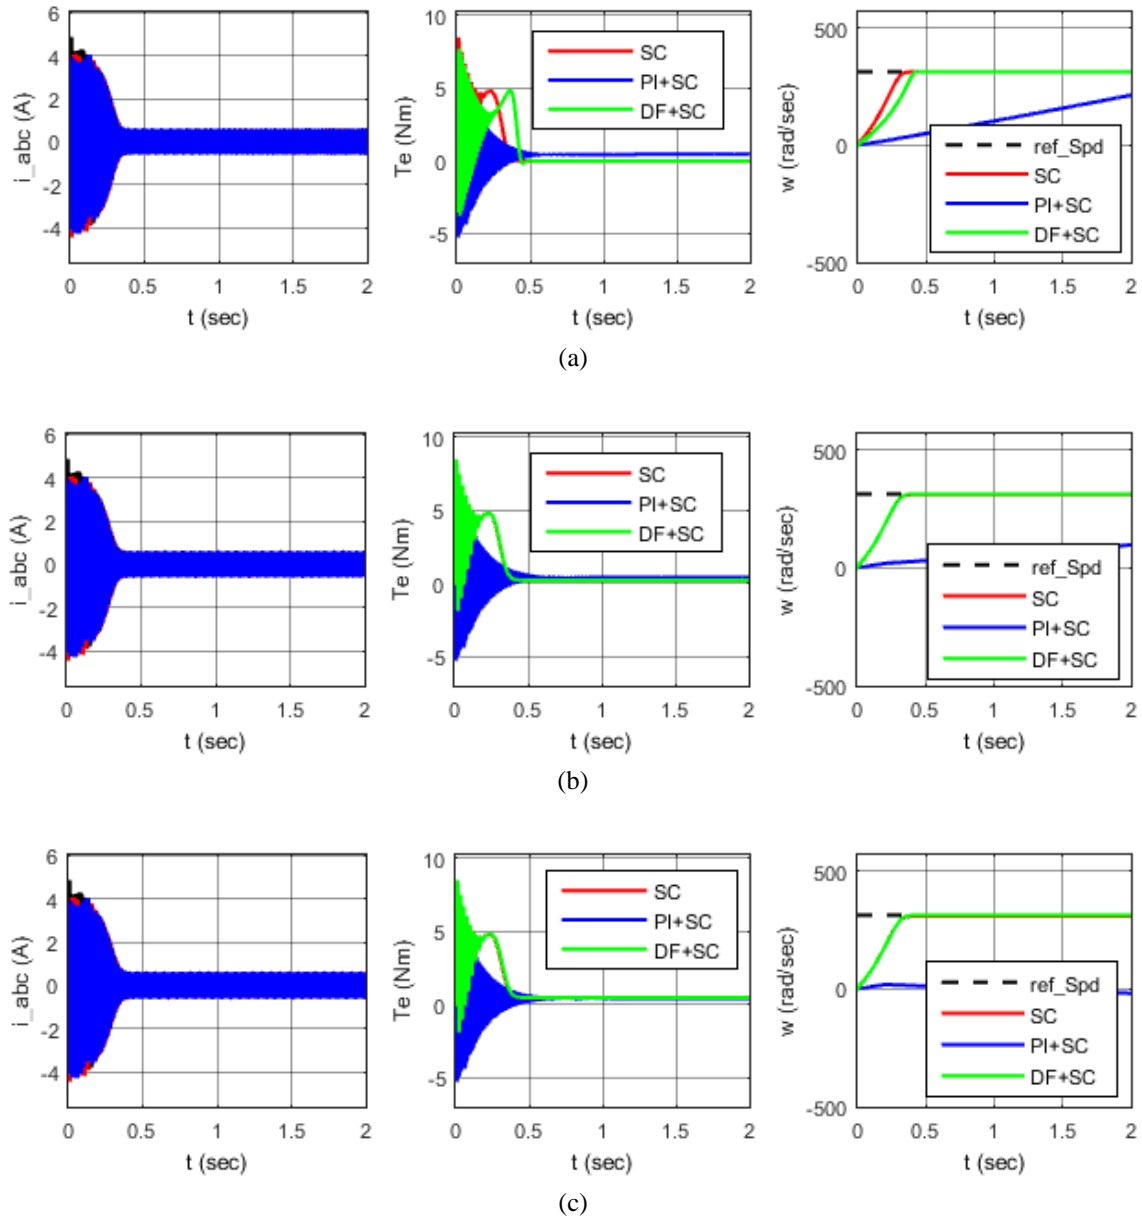 6
4
2
0
-2
-4
i_abc (A)
0 0.5 1 1.5 2
t (sec)
10
5
0
-5
Te (Nm)
SC
PI+SC
DF+SC
0 0.5 1 1.5 2
t (sec)
500
0
-500
w (rad/sec)
ref_Spd
SC
PI+SC
DF+SC
0 0.5 1 1.5 2
t (sec)
(a)
6
4
2
0
-2
-4
i_abc (A)
0 0.5 1 1.5 2
t (sec)
10
5
0
-5
Te (Nm)
SC
PI+SC
DF+SC
0 0.5 1 1.5 2
t (sec)
500
0
-500
w (rad/sec)
ref_Spd
SC
PI+SC
DF+SC
0 0.5 1 1.5 2
t (sec)
(b)
6
4
2
0
-2
-4
i_abc (A)
0 0.5 1 1.5 2
t (sec)
10
5
0
-5
Te (Nm)
SC
PI+SC
DF+SC
0 0.5 1 1.5 2
t (sec)
500
0
-500
w (rad/sec)
ref_Spd
SC
PI+SC
DF+SC
0 0.5 1 1.5 2
t (sec)
(c)